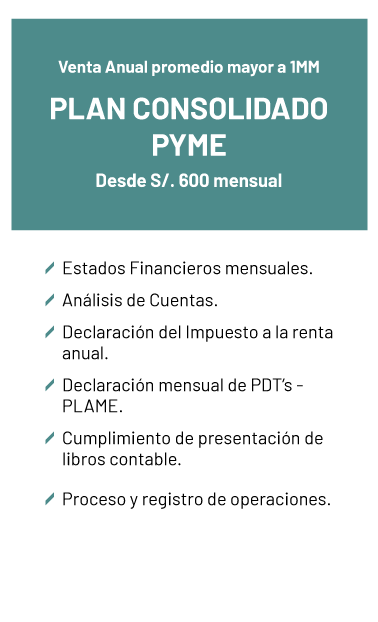 Venta Anual promedio mayor a 1MM
PLAN CONSOLIDADO
PYME
Desde S/. 600 mensual
Estados Financieros mensuales.
Análisis de Cuentas.
Declaración del Impuesto a la renta
anual.
Declaración mensual de PDT's -
PLAME.
Cumplimiento de presentación de
libros contable.
Proceso y registro de operaciones.